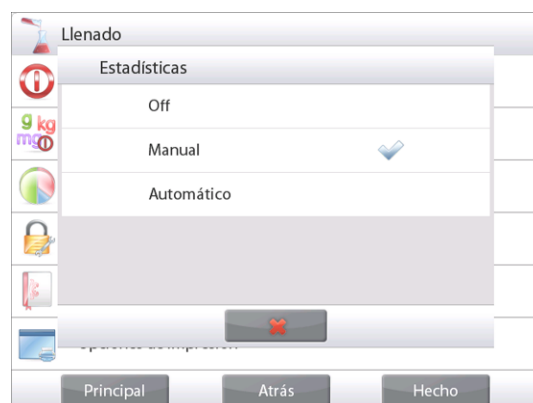 Llenado
Estadísticas
Off
Manual
Automático
Principal
Atrás
Hecho